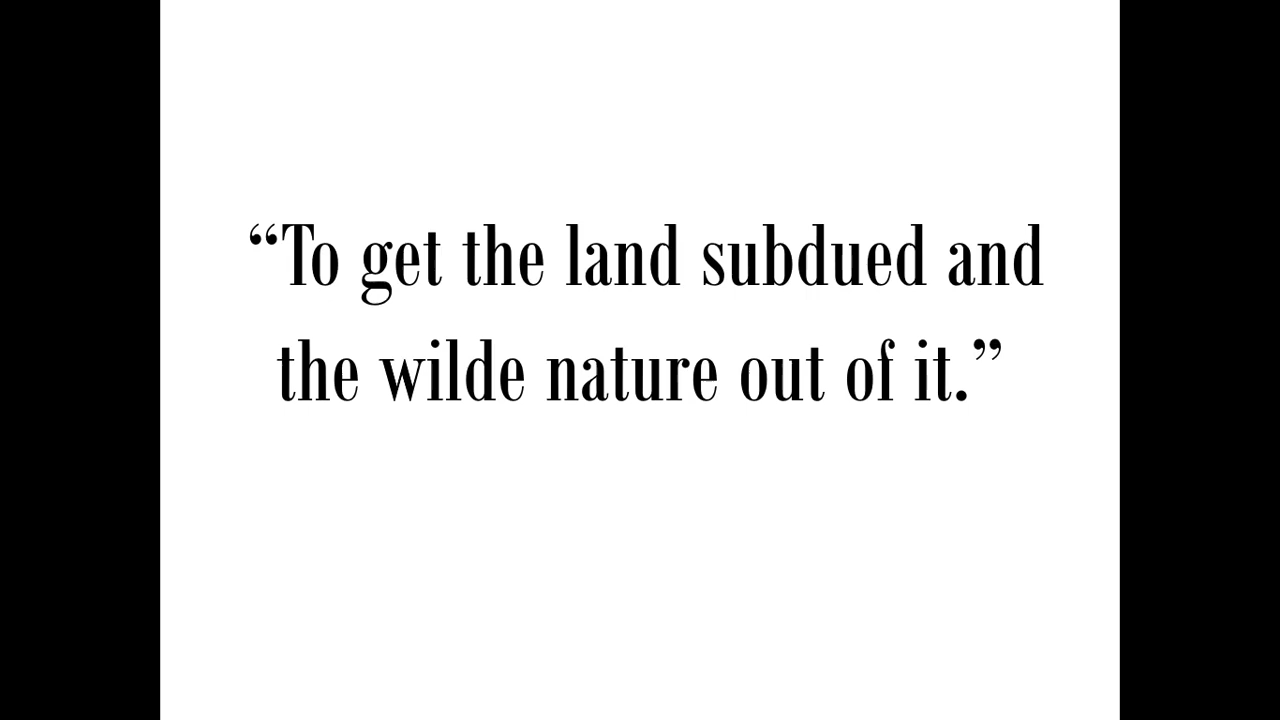 “To get the land subdued and
the wilde nature out of it.”